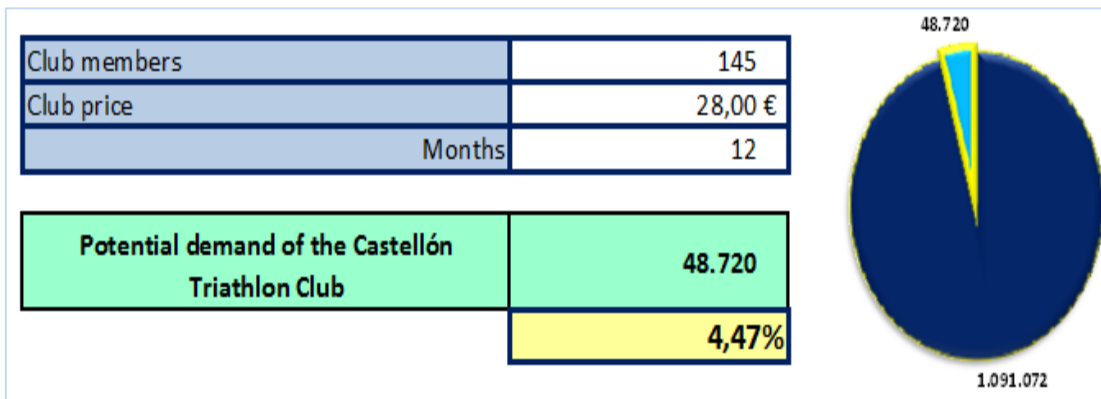 48.720
Club members 145
Club price 28,00 €
Months 12
Potential demand of the Castellón
Triathlon Club
48.720
4,47%
1.091.072